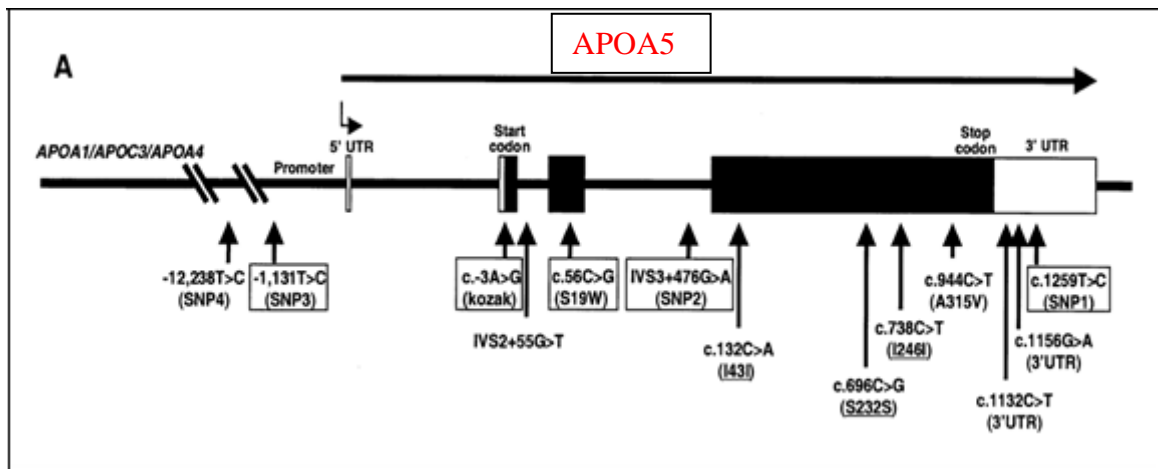 APOA5
A
5' UTR
Start
codon
Stop
codon
3' UTR
APOA1/APOC3/APOA4
Promoter
-12,238T>C
(SNP4)
-1,131T>C
(SNP3)
c.-3A>G
(kozak)
IVS2+55G>T
c.56C>G
(S19W)
IVS3+476G>A
(SNP2)
c.132C>A
(I43I)
c.696C>G
(S232S)
c.738C>T
(I246I)
c.944C>T
(A315V)
c.1132C>T
(3'UTR)
c.1156G>A
(3'UTR)
c.1259T>C
(SNP1)